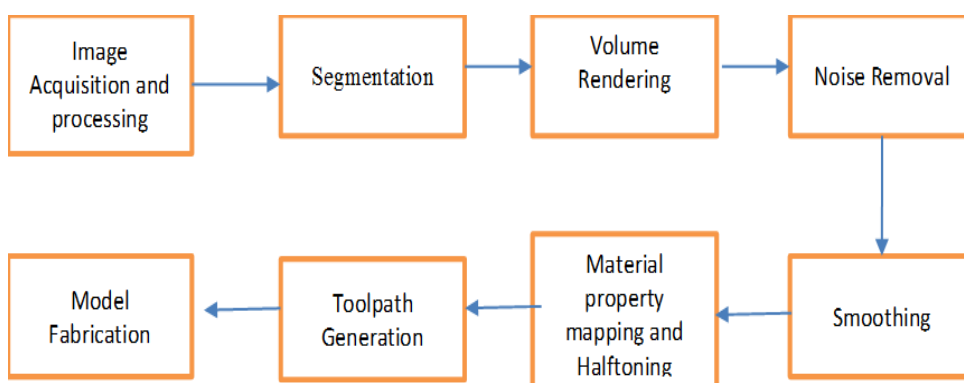 Image
Acquisition and
processing
Segmentation
Volume
Rendering
Noise Removal
Smoothing
Material
property
mapping and
Halftoning
Toolpath
Generation
Model
Fabrication